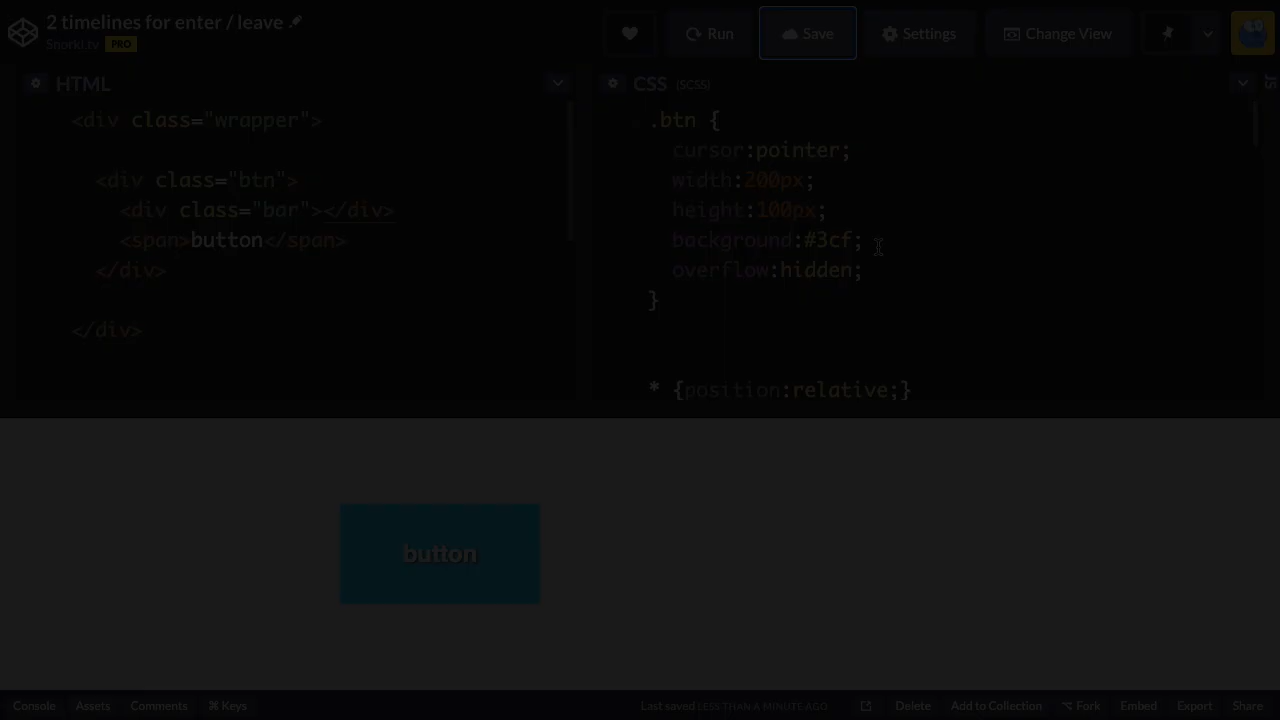 2 timelines for enter / leave
Snorkl.tv PRO
Run
Save
Settings
Change View
HTML
<div class="wrapper">
<div class="btn">
<div class="bar"></div>
<span>button</span>
</div>
</div>
CSS (SCSS)
.btn {
cursor:pointer;
width:200px;
height:100px;
background:#3cf;
overflow:hidden;
}
* {position:relative;}
JS
button
Console Assets Comments ⌘ Keys
Last saved LESS THAN A MINUTE AGO
Delete Add to Collection ⌥ Fork Embed Export Share